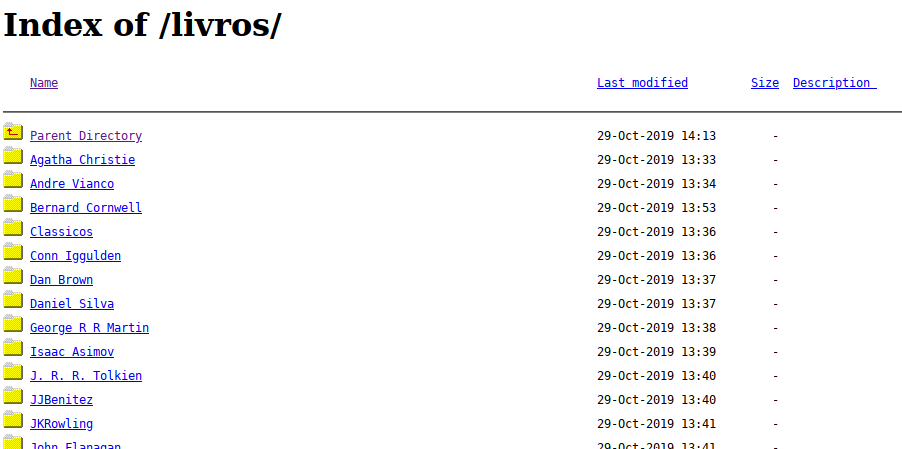 Index of /livros/
Name Last modified Size Description
Parent Directory 29-Oct-2019 14:13 -
Agatha Christie 29-Oct-2019 13:33 -
Andre Vianco 29-Oct-2019 13:34 -
Bernard Cornwell 29-Oct-2019 13:53 -
Classicos 29-Oct-2019 13:36 -
Conn Iggulden 29-Oct-2019 13:36 -
Dan Brown 29-Oct-2019 13:37 -
Daniel Silva 29-Oct-2019 13:37 -
George R R Martin 29-Oct-2019 13:38 -
Isaac Asimov 29-Oct-2019 13:39 -
J. R. R. Tolkien 29-Oct-2019 13:40 -
JJBenitez 29-Oct-2019 13:40 -
JKRowling 29-Oct-2019 13:41 -
John Flanagan 29-Oct-2019 13:41 -